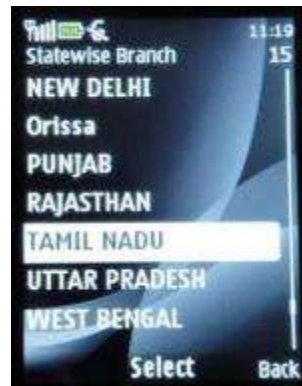 11:19
Statewise Branch 15
NEW DELHI
Orissa
PUNJAB
RAJASTHAN
TAMIL NADU
UTTAR PRADESH
WEST BENGAL
Select Back